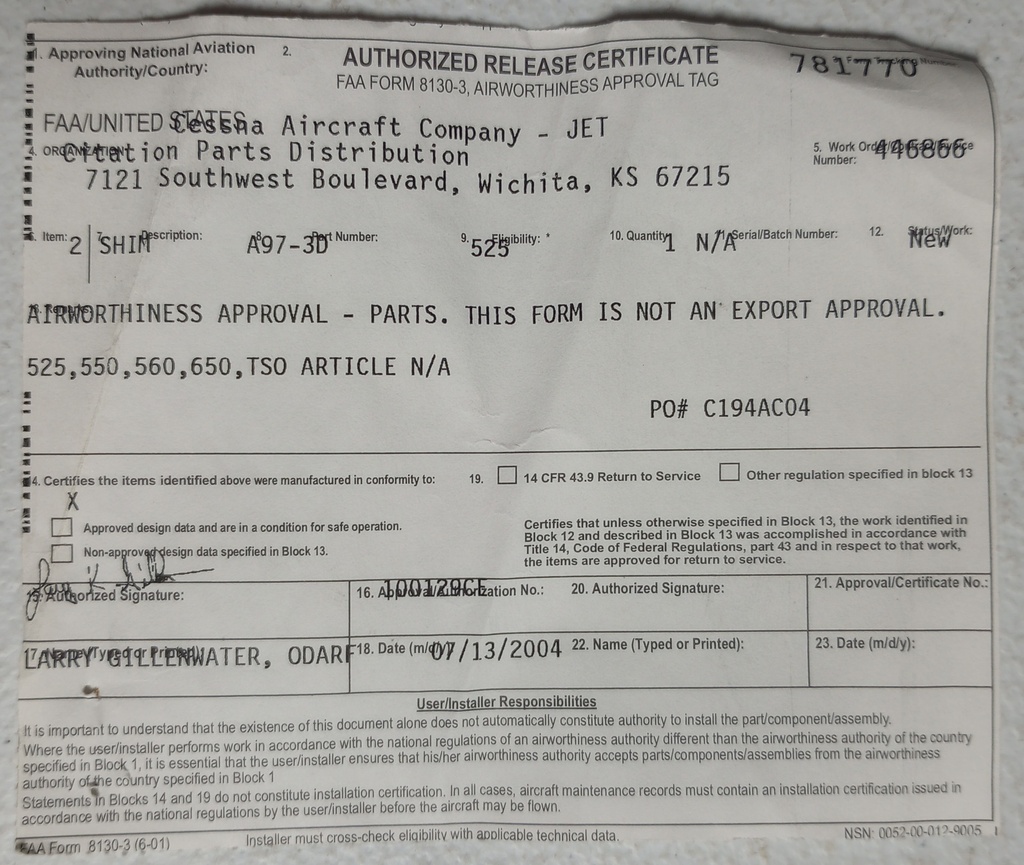 1. Approving National Aviation Authority/Country:
2.
AUTHORIZED RELEASE CERTIFICATE
FAA FORM 8130-3, AIRWORTHINESS APPROVAL TAG
781770
FAA/UNITED STATES
Cessna Aircraft Company - JET
4. ORGANIZATION:
Citation Parts Distribution
7121 Southwest Boulevard, Wichita, KS 67215
5. Work Order/Contract/Invoice Number:
446866
6. Item: 2
7. Description: SHIM
8. Part Number: A97-3D
9. Eligibility: * 525
10. Quantity 1
11. Serial/Batch Number: N/A
12. Status/Work: New
13. Remarks:
AIRWORTHINESS APPROVAL - PARTS. THIS FORM IS NOT AN EXPORT APPROVAL.
525,550,560,650,TSO ARTICLE N/A
PO# C194AC04
14. Certifies the items identified above were manufactured in conformity to:
X
Approved design data and are in a condition for safe operation.
Non-approved design data specified in Block 13.
19. 14 CFR 43.9 Return to Service
Other regulation specified in block 13
Certifies that unless otherwise specified in Block 13, the work identified in
Block 12 and described in Block 13 was accomplished in accordance with
Title 14, Code of Federal Regulations, part 43 and in respect to that work,
the items are approved for return to service.
15. Authorized Signature:
16. Approval/Authorization No.:
100129CE
20. Authorized Signature:
21. Approval/Certificate No.:
17. Name (Typed or Printed):
LARRY GILLENWATER, ODARF
18. Date (m/d/y): 07/13/2004
22. Name (Typed or Printed):
23. Date (m/d/y):
User/Installer Responsibilities
It is important to understand that the existence of this document alone does not automatically constitute authority to install the part/component/assembly.
Where the user/installer performs work in accordance with the national regulations of an airworthiness authority different than the airworthiness authority of the country
specified in Block 1, it is essential that the user/installer ensures that his/her airworthiness authority accepts parts/components/assemblies from the airworthiness
authority of the country specified in Block 1
Statements in Blocks 14 and 19 do not constitute installation certification. In all cases, aircraft maintenance records must contain an installation certification issued in
accordance with the national regulations by the user/installer before the aircraft may be flown.
FAA Form 8130-3 (6-01)
Installer must cross-check eligibility with applicable technical data.
NSN: 0052-00-012-9005